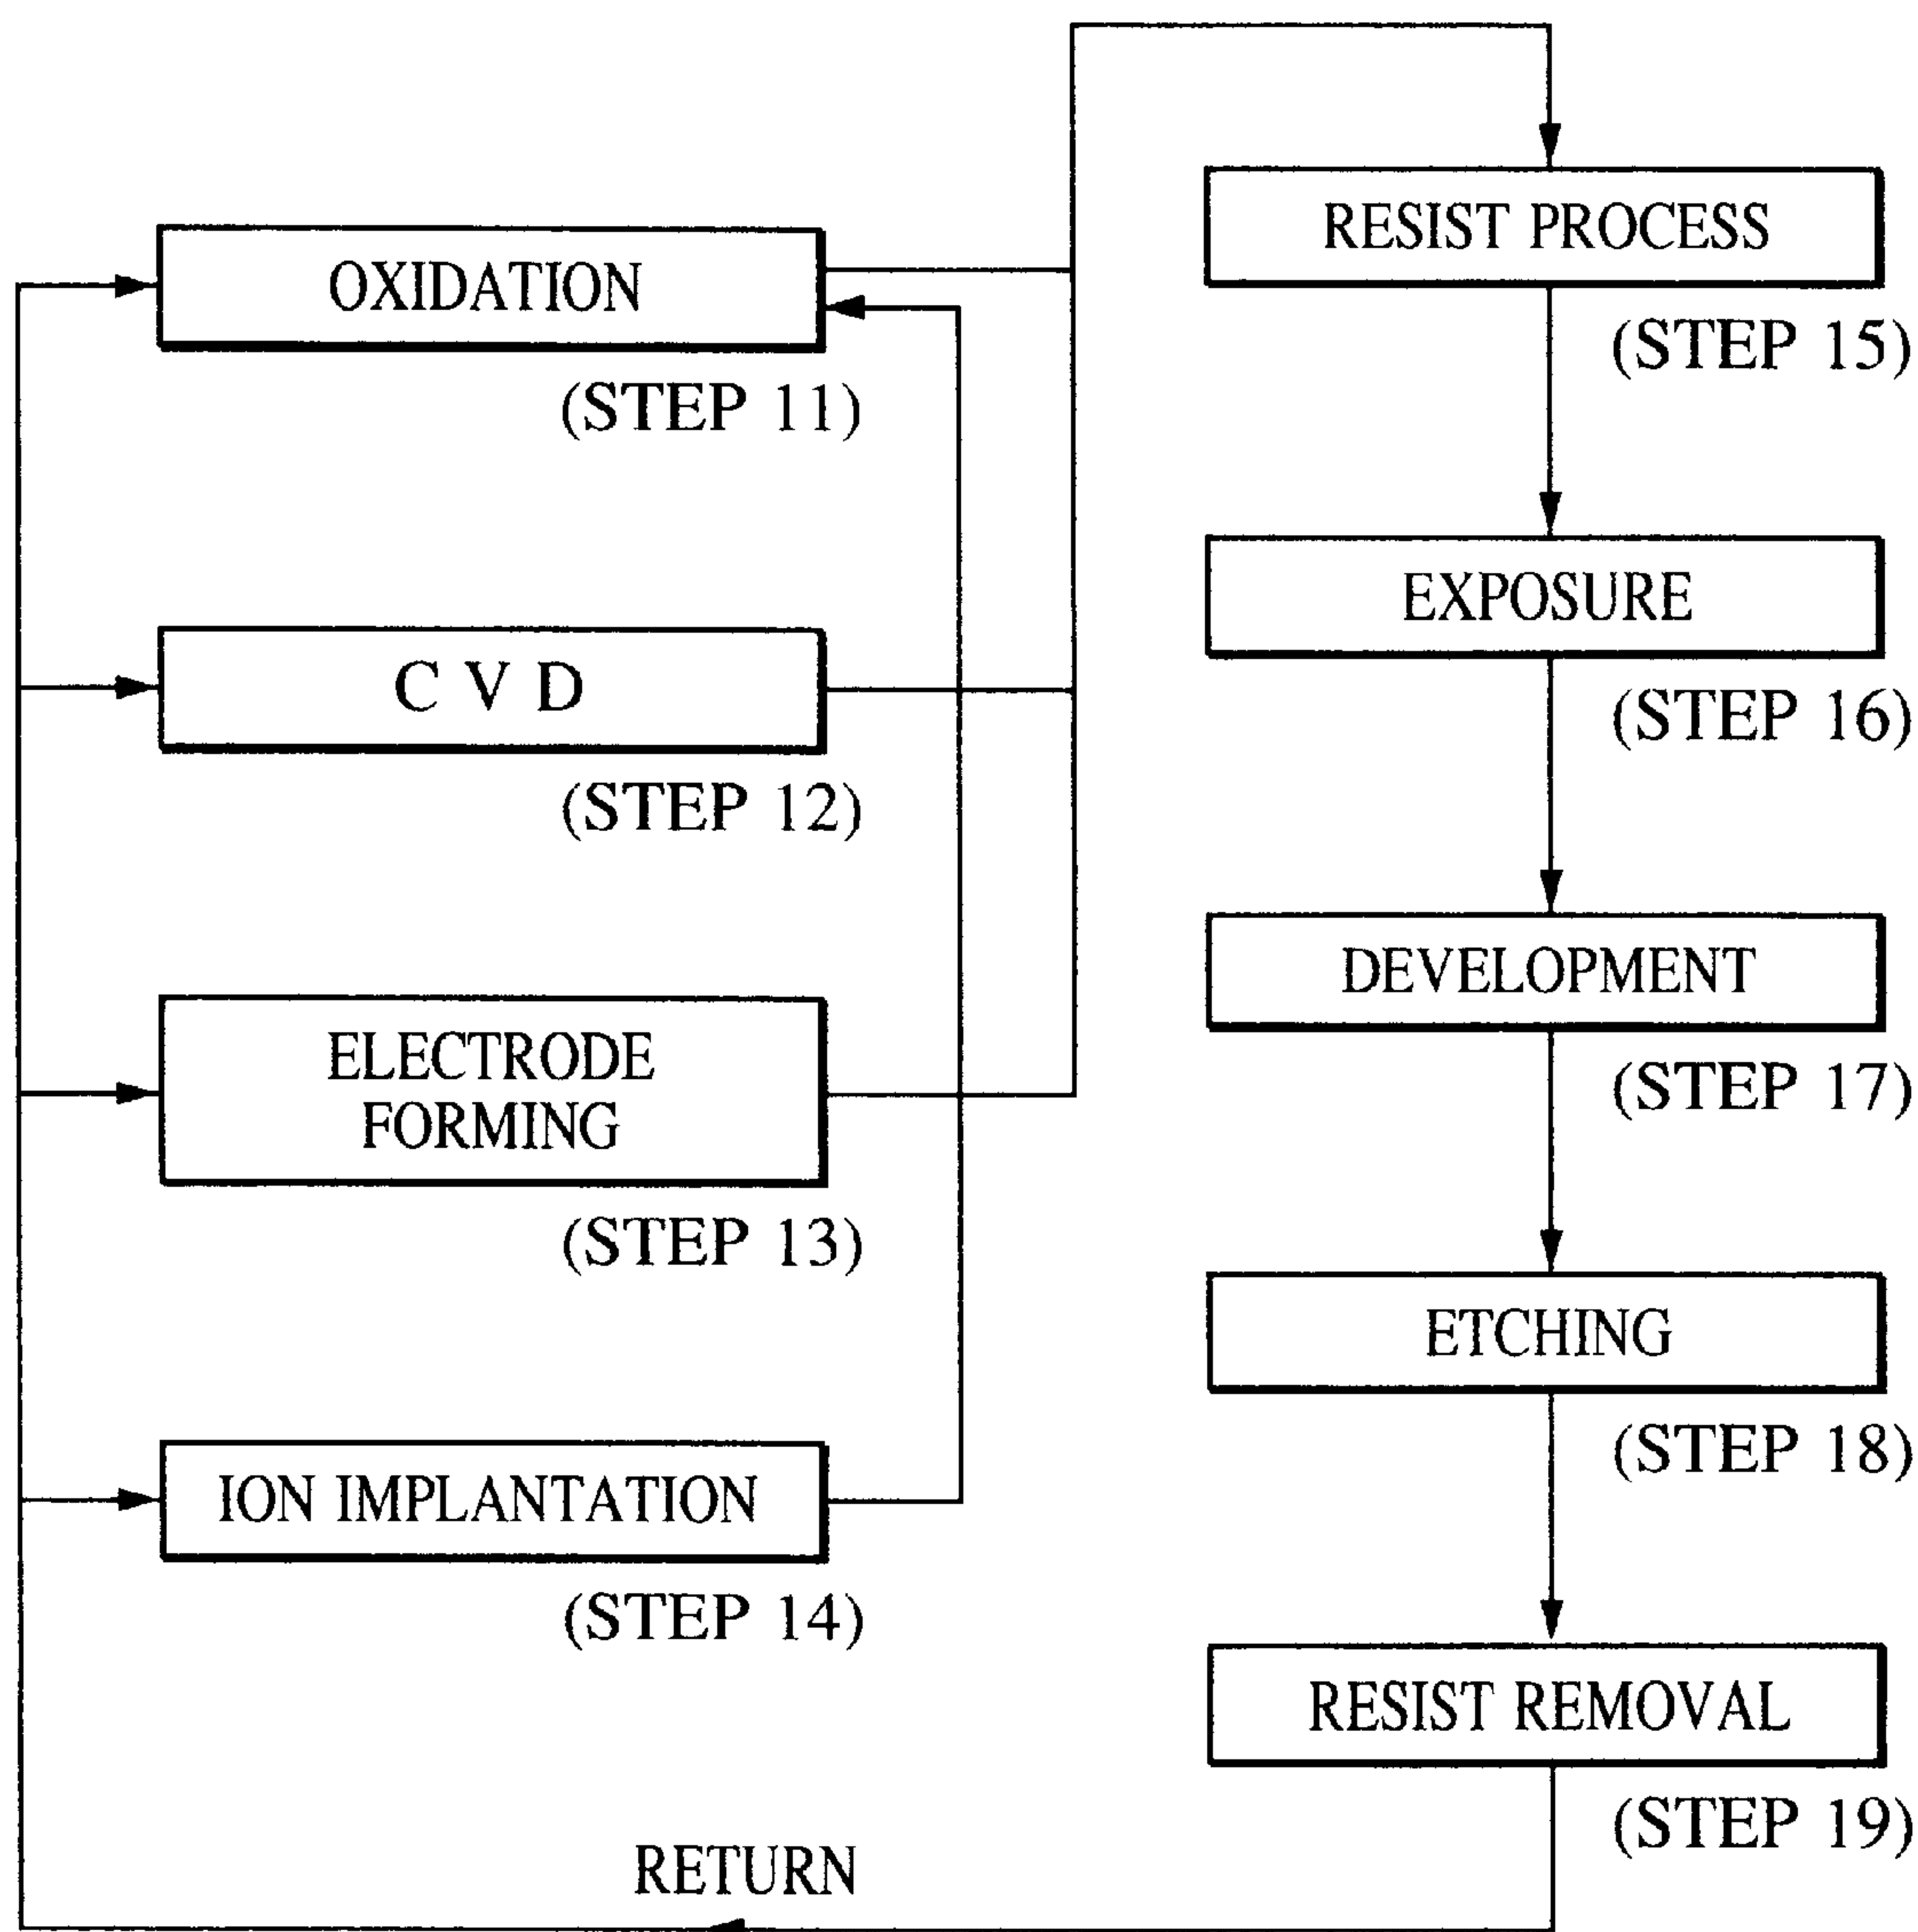 OXIDATION
(STEP 11)
C V D
(STEP 12)
ELECTRODE
FORMING
(STEP 13)
ION IMPLANTATION
(STEP 14)
RESIST PROCESS
(STEP 15)
EXPOSURE
(STEP 16)
DEVELOPMENT
(STEP 17)
ETCHING
(STEP 18)
RESIST REMOVAL
(STEP 19)
RETURN